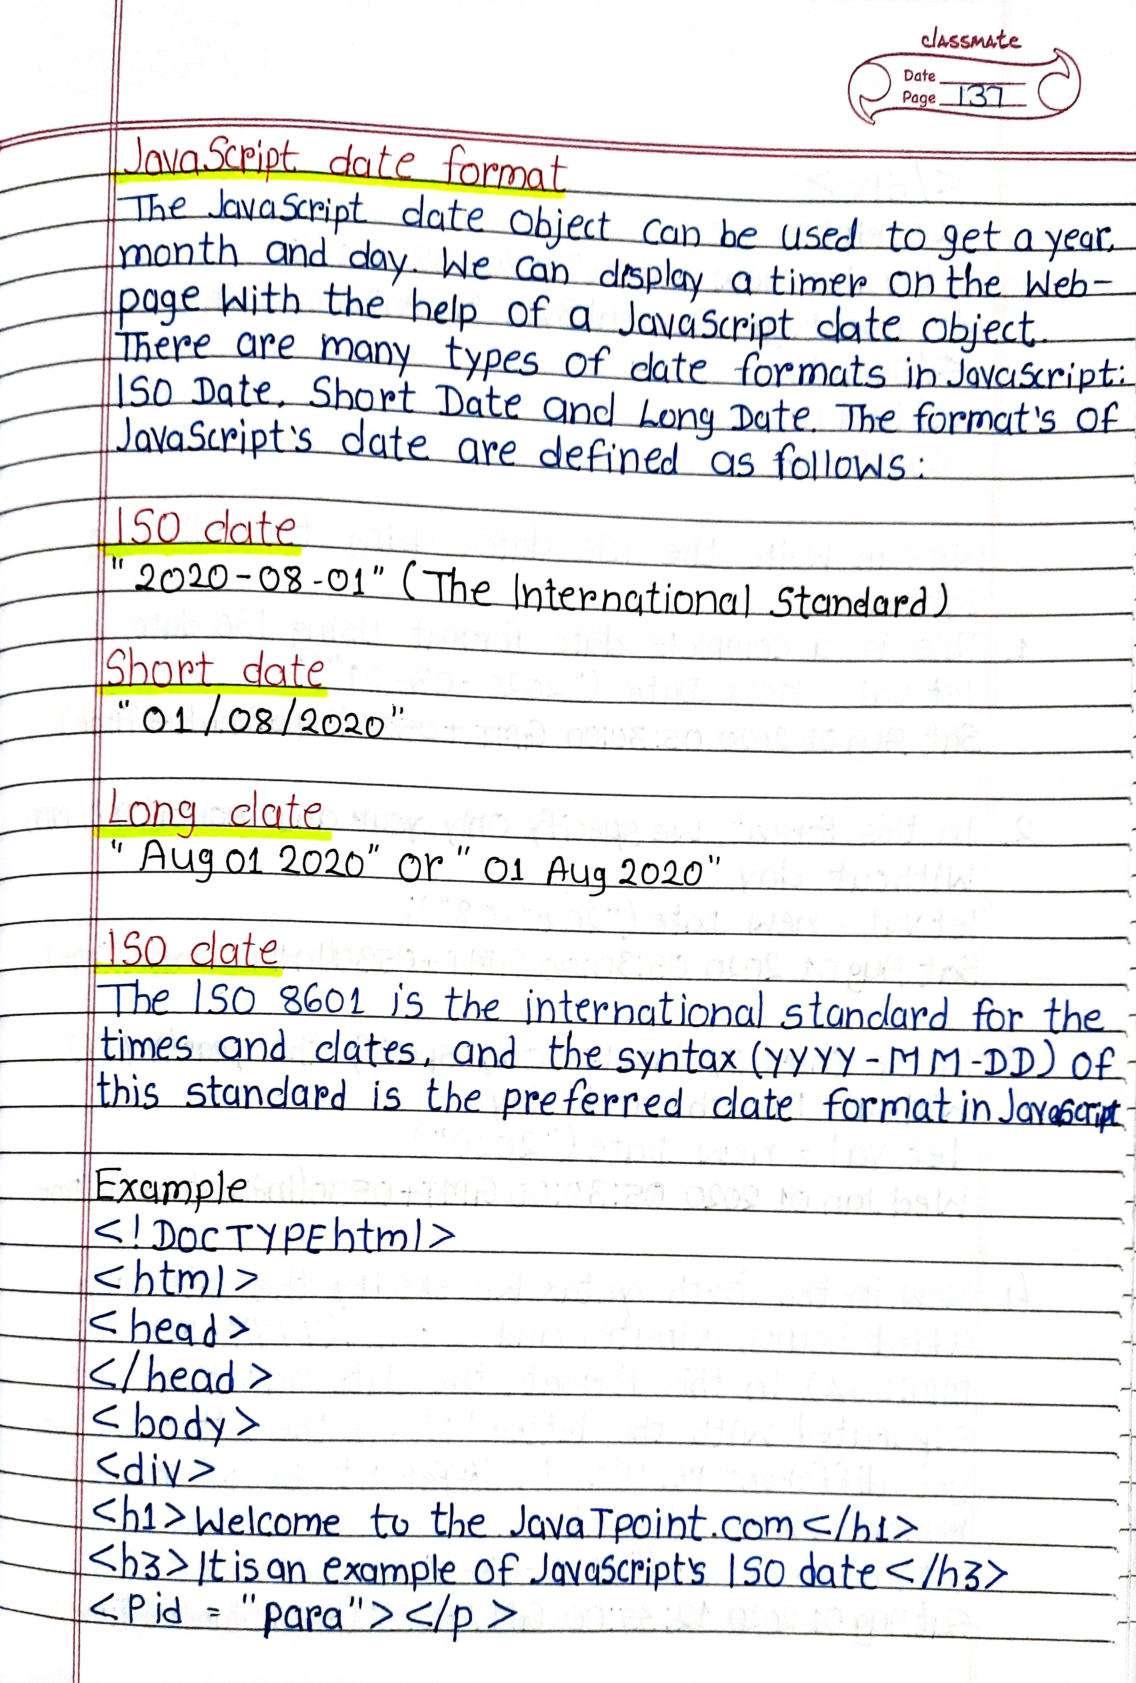 classmate
Date
Page 137
JavaScript date format
The JavaScript date object can be used to get a year,
month and day. We can display a timer on the Web-
page With the help of a JavaScript date object.
There are many types of date formats in Javascript:
ISO Date, Short Date and Long Date. The format's of
JavaScript's date are defined as follows:
ISO date
"2020-08-01" (The International Standard)
Short date
"01/08/2020"
Long date
"Aug 01 2020" or "01 Aug 2020"
ISO date
The ISO 8601 is the international standard for the
times and dates, and the syntax (YYYY-MM-DD) of
this standard is the preferred date format in JavaScript
Example
<!DOCTYPE html>
<html>
<head>
</head>
<body>
<div>
<h1>Welcome to the JavaTpoint.com</h1>
<h3>It is an example of JavaScript's ISO date</h3>
<p id = "para"></p>